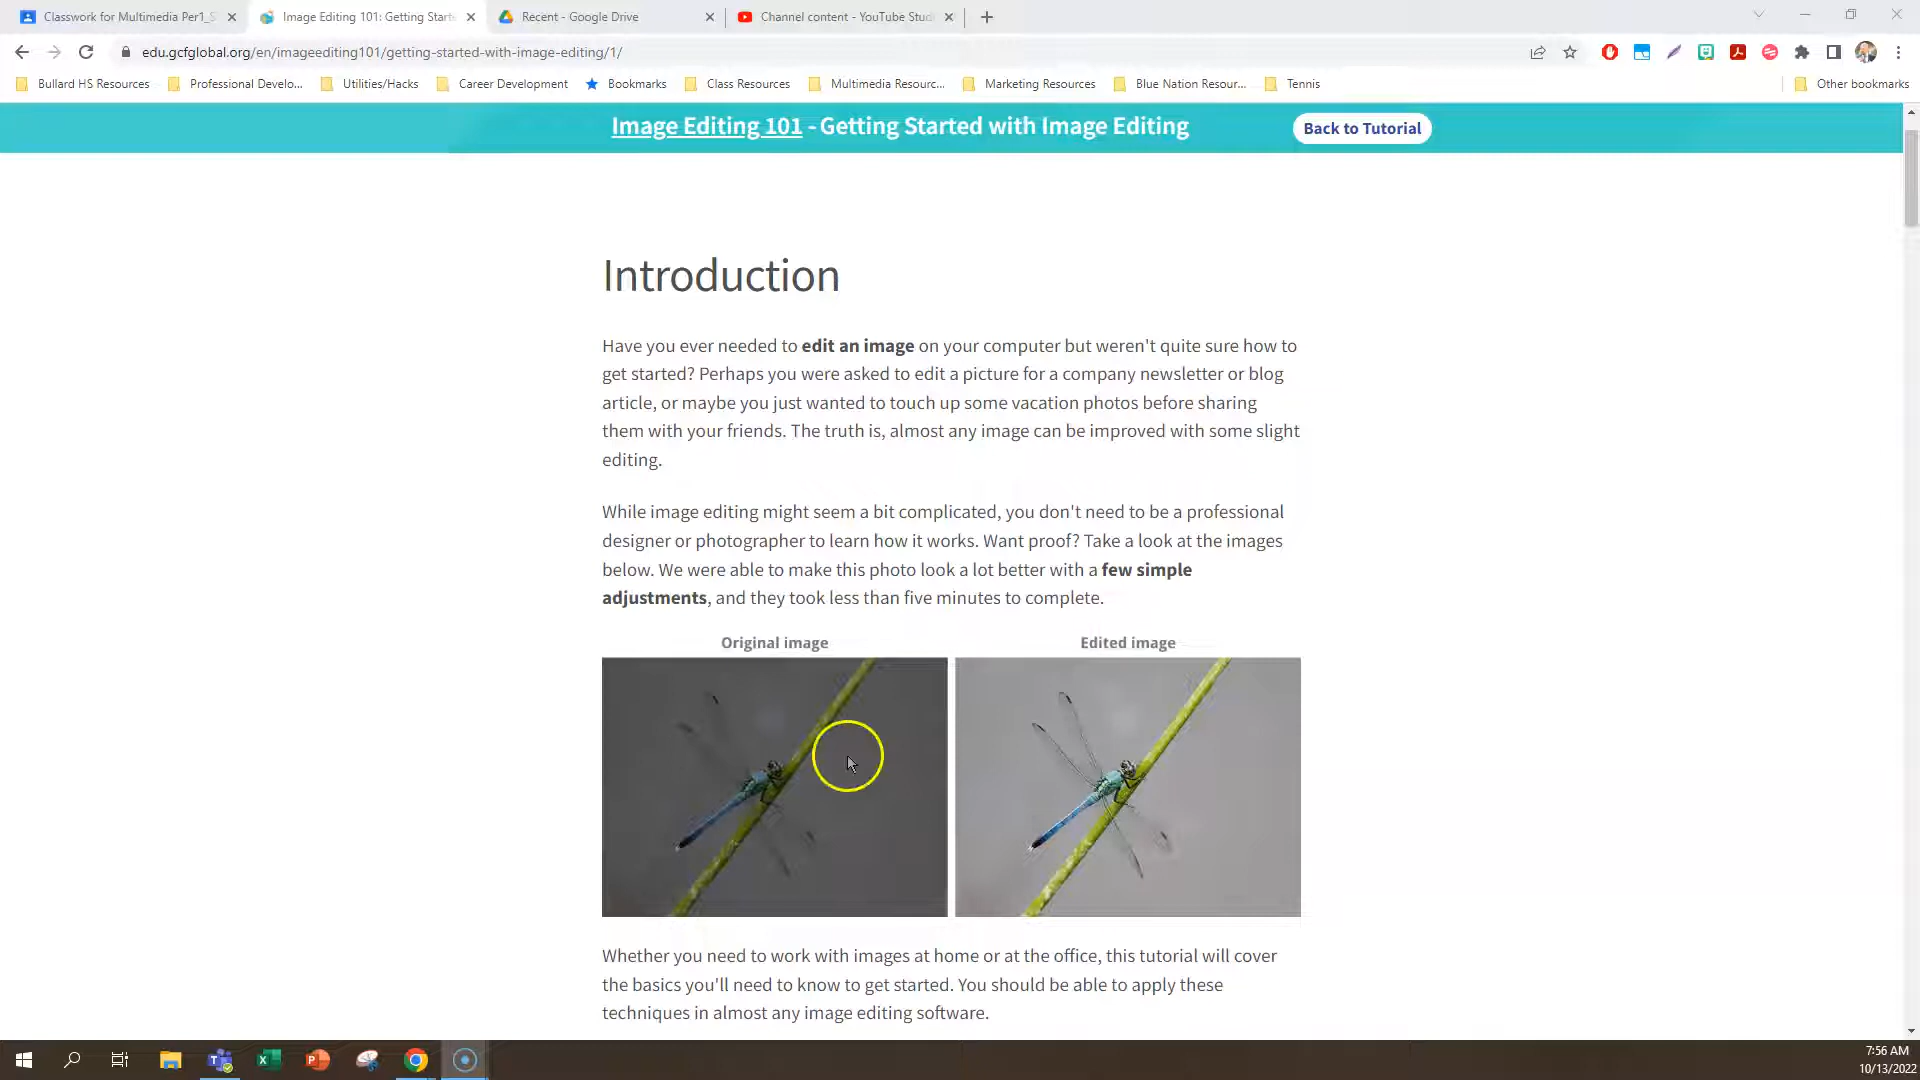 Classwork for Multimedia Per1_S
Image Editing 101: Getting Starte
Recent - Google Drive
Channel content - YouTube Stud
edu.gcfglobal.org/en/imageediting101/getting-started-with-image-editing/1/
Bullard HS Resources
Professional Develo...
Utilities/Hacks
Career Development
Bookmarks
Class Resources
Multimedia Resourc...
Marketing Resources
Blue Nation Resour...
Tennis
Other bookmarks
Image Editing 101 - Getting Started with Image Editing
Back to Tutorial
Introduction
Have you ever needed to edit an image on your computer but weren't quite sure how to
get started? Perhaps you were asked to edit a picture for a company newsletter or blog
article, or maybe you just wanted to touch up some vacation photos before sharing
them with your friends. The truth is, almost any image can be improved with some slight
editing.
While image editing might seem a bit complicated, you don't need to be a professional
designer or photographer to learn how it works. Want proof? Take a look at the images
below. We were able to make this photo look a lot better with a few simple
adjustments, and they took less than five minutes to complete.
Original image
Edited image
Whether you need to work with images at home or at the office, this tutorial will cover
the basics you'll need to know to get started. You should be able to apply these
techniques in almost any image editing software.
7:56 AM
10/13/2022